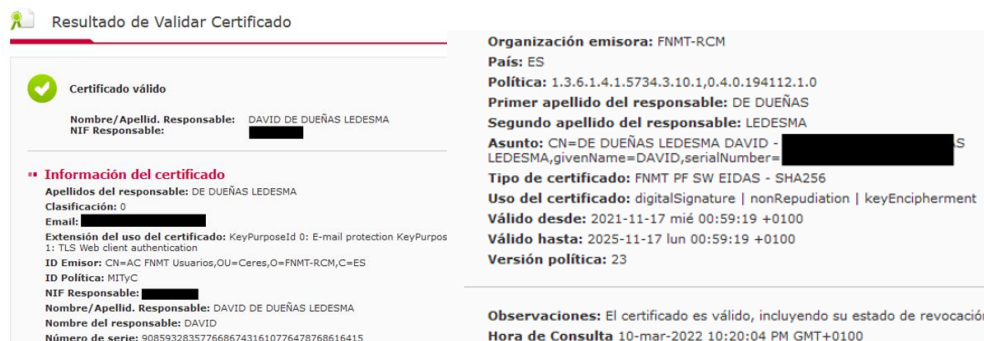 Resultado de Validar Certificado
Certificado válido
Nombre/Apellid. Responsable: DAVID DE DUEÑAS LEDESMA
NIF Responsable:
Información del certificado
Apellidos del responsable: DE DUEÑAS LEDESMA
Clasificación: 0
Email:
Extensión del uso del certificado: KeyPurposeId 0: E-mail protection KeyPurpos
1: TLS Web client authentication
ID Emisor: CN=AC FNMT Usuarios,OU=Ceres,O=FNMT-RCM,C=ES
ID Política: MITyC
NIF Responsable:
Nombre/Apellid. Responsable: DAVID DE DUEÑAS LEDESMA
Nombre del responsable: DAVID
Número de serie: 90859328357766867431610776478768616415
Organización emisora: FNMT-RCM
País: ES
Política: 1.3.6.1.4.1.5734.3.10.1,0.4.0.194112.1.0
Primer apellido del responsable: DE DUEÑAS
Segundo apellido del responsable: LEDESMA
Asunto: CN=DE DUEÑAS LEDESMA DAVID - S
LEDESMA,givenName=DAVID,serialNumber=
Tipo de certificado: FNMT PF SW EIDAS - SHA256
Uso del certificado: digitalSignature | nonRepudiation | keyEncipherment
Válido desde: 2021-11-17 mié 00:59:19 +0100
Válido hasta: 2025-11-17 lun 00:59:19 +0100
Versión política: 23
Observaciones: El certificado es válido, incluyendo su estado de revocación
Hora de Consulta 10-mar-2022 10:20:04 PM GMT+0100